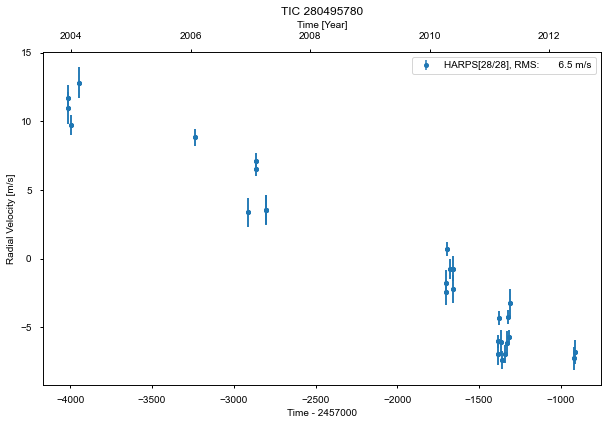 TIC 280495780
Time [Year]
2004 2006 2008 2010 2012
HARPS[28/28], RMS: 6.5 m/s
Radial Velocity [m/s]
15
10
5
0
−5
−4000 −3500 −3000 −2500 −2000 −1500 −1000
Time - 2457000